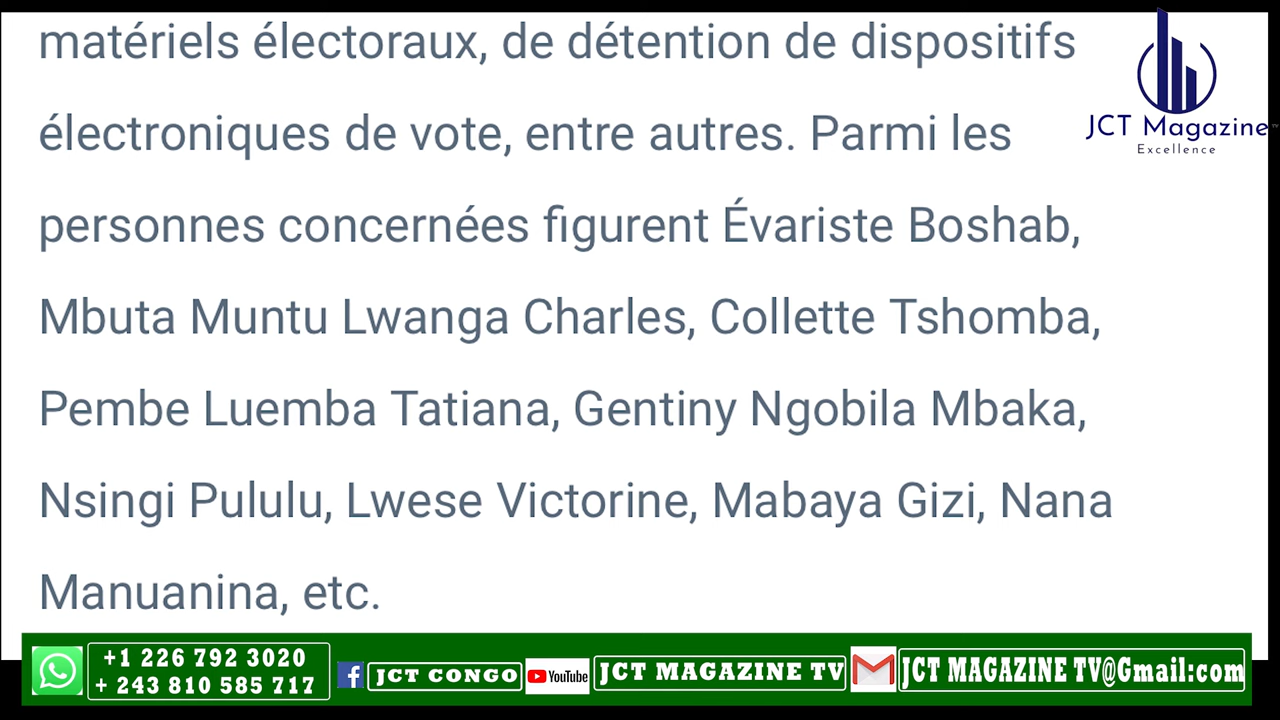 matériels électoraux, de détention de dispositifs
électroniques de vote, entre autres. Parmi les
personnes concernées figurent Évariste Boshab,
Mbuta Muntu Lwanga Charles, Collette Tshomba,
Pembe Luemba Tatiana, Gentiny Ngobila Mbaka,
Nsingi Pululu, Lwese Victorine, Mabaya Gizi, Nana
Manuanina, etc.
JCT Magazine
Excellence
+1 226 792 3020
+ 243 810 585 717
JCT CONGO
YouTube
JCT MAGAZINE TV
JCT MAGAZINE TV@Gmail:com